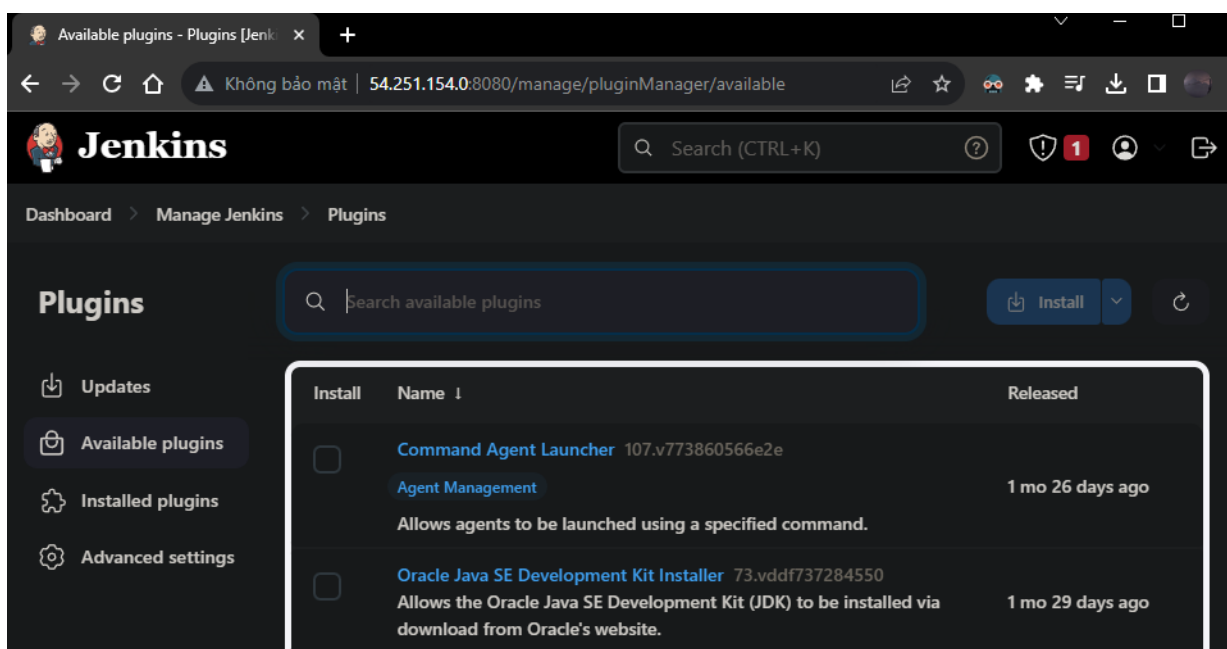 Available plugins - Plugins [Jenk
Không bảo mật | 54.251.154.0:8080/manage/pluginManager/available
Jenkins
Search (CTRL+K)
1
Dashboard > Manage Jenkins > Plugins
Plugins
Search available plugins
Install
Updates
Available plugins
Installed plugins
Advanced settings
Install Name ↓ Released
Command Agent Launcher 107.v773860566e2e
Agent Management
1 mo 26 days ago
Allows agents to be launched using a specified command.
Oracle Java SE Development Kit Installer 73.vddf737284550
Allows the Oracle Java SE Development Kit (JDK) to be installed via
1 mo 29 days ago
download from Oracle's website.